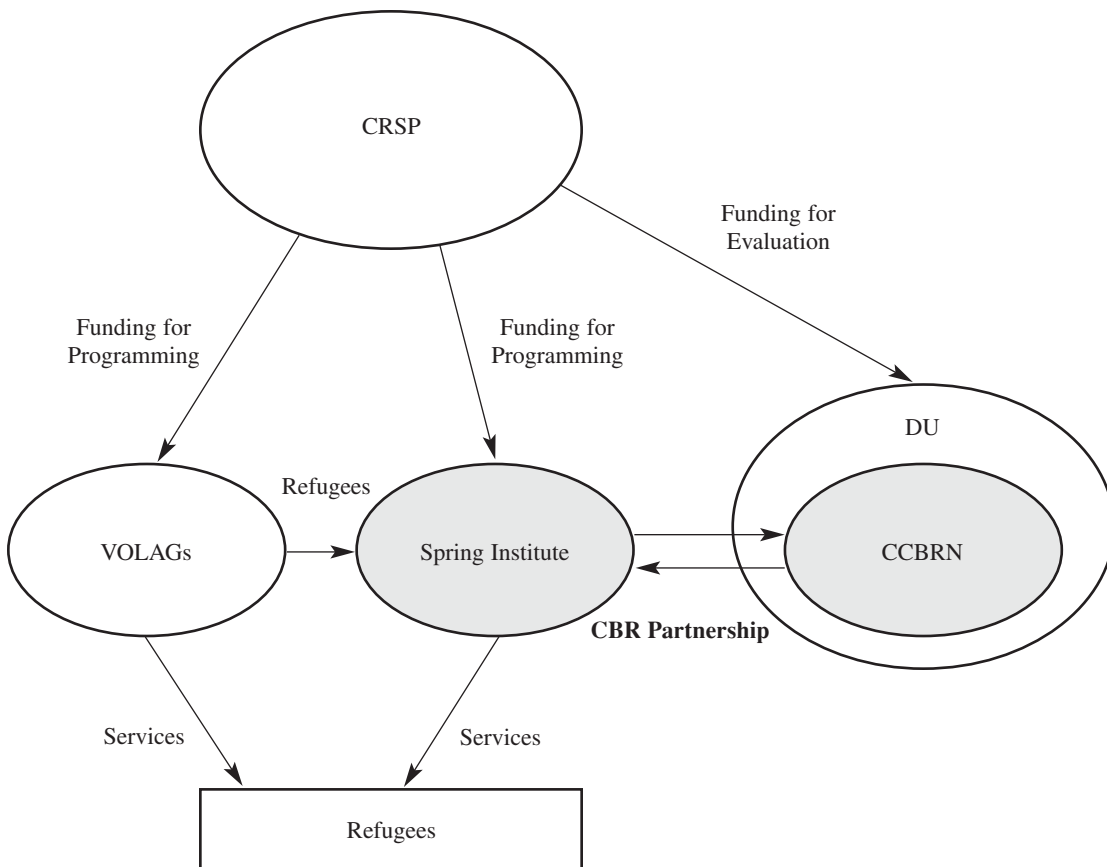 CRSP
Funding for
Evaluation
Funding for
Programming
Funding for
Programming
DU
Refugees
VOLAGs
Spring Institute
CCBRN
CBR Partnership
Services
Services
Refugees